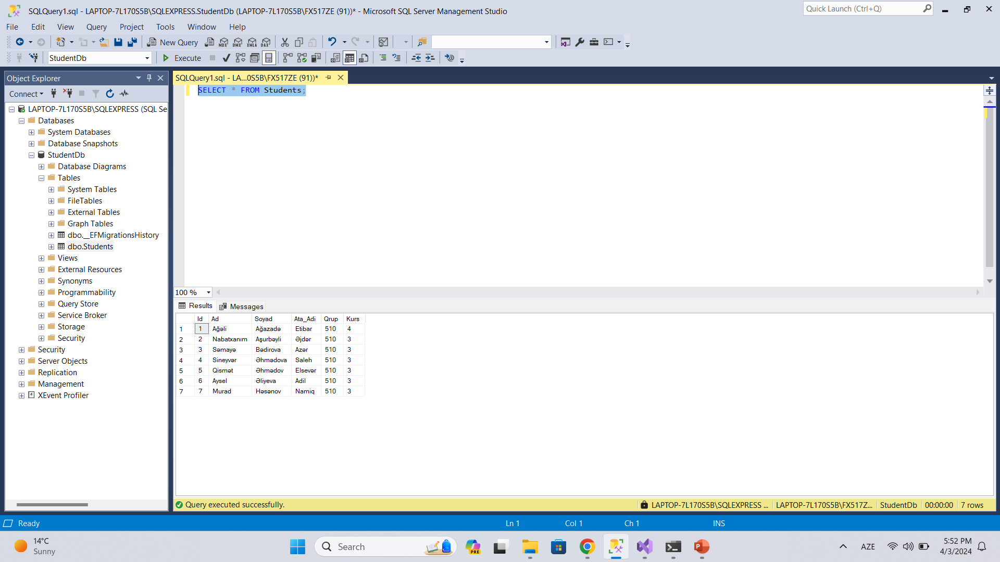 SQLQuery1.sql - LAPTOP-7L170S5B\SQLEXPRESS.StudentDb (LAPTOP-7L170S5B\FX517ZE (91))* - Microsoft SQL Server Management Studio
Quick Launch (Ctrl+Q)
File Edit View Query Project Tools Window Help
New Query MDX DMX XMLA DAX
StudentDb Execute
Object Explorer
SQLQuery1.sql - LA...0S5B\FX517ZE (91))*
Connect
SELECT * FROM Students;
LAPTOP-7L170S5B\SQLEXPRESS (SQL Se
Databases
System Databases
Database Snapshots
StudentDb
Database Diagrams
Tables
System Tables
FileTables
External Tables
Graph Tables
dbo.__EFMigrationsHistory
dbo.Students
Views
External Resources
Synonyms
Programmability
Query Store
Service Broker
Storage
Security
Security
Server Objects
Replication
Management
XEvent Profiler
100 %
Results Messages
Id Ad Soyad Ata_Adi Qrup Kurs
1 1 Ağəli Ağazadə Etibar 510 4
2 2 Nabatxanım Aşurbəyli Əjdər 510 3
3 3 Səmayə Bədirova Azər 510 3
4 4 Sineyvər Əhmədova Saleh 510 3
5 5 Qismət Əhmədov Elsevər 510 3
6 6 Aysel Əliyeva Adil 510 3
7 7 Murad Həsənov Namiq 510 3
Query executed successfully.
LAPTOP-7L170S5B\SQLEXPRESS ... LAPTOP-7L170S5B\FX517Z... StudentDb 00:00:00 7 rows
Ready Ln 1 Col 1 Ch 1 INS
14°C
Sunny
Search
PRE
AZE
5:52 PM
4/3/2024